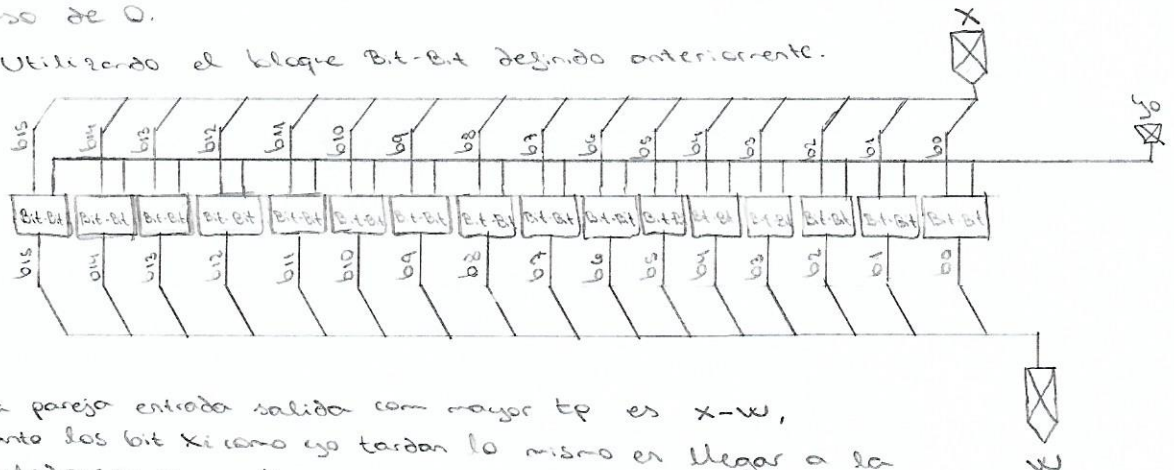 so de 0.
Utilizando el bloque Bit-Bit definido anteriormente.
X
y0
b15 b14 b13 b12 b11 b10 b9 b8 b7 b6 b5 b4 b3 b2 b1 b0
Bit-Bit Bit-Bit Bit-Bit Bit-Bit Bit-Bit Bit-Bit Bit-Bit Bit-Bit Bit-Bit Bit-Bit Bit-Bit Bit-Bit Bit-Bit Bit-Bit Bit-Bit Bit-Bit
b15 b14 b13 b12 b11 b10 b9 b8 b7 b6 b5 b4 b3 b2 b1 b0
pareja entrada salida com mayor tp es X-W,
los bit Xi como y0 tardan lo mismo en llegar a la
W